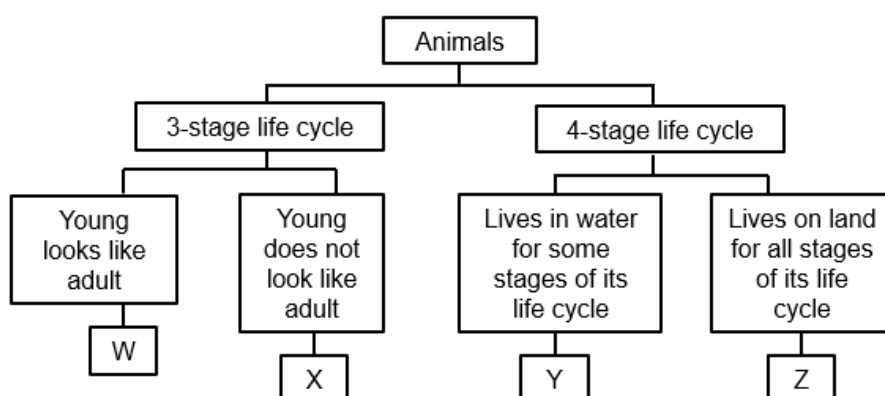 Animals
3-stage life cycle
4-stage life cycle
Young
looks like
adult
Young
does not
look like
adult
Lives in water
for some
stages of its
life cycle
Lives on land
for all stages
of its life
cycle
W
X
Y
Z